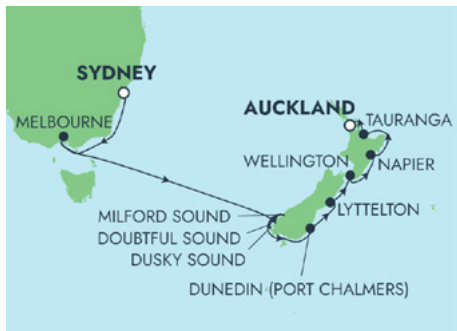 SYDNEY
MELBOURNE
AUCKLAND
TAURANGA
WELLINGTON
NAPIER
MILFORD SOUND
LYTTELTON
DOUBTFUL SOUND
DUSKY SOUND
DUNEDIN (PORT CHALMERS)